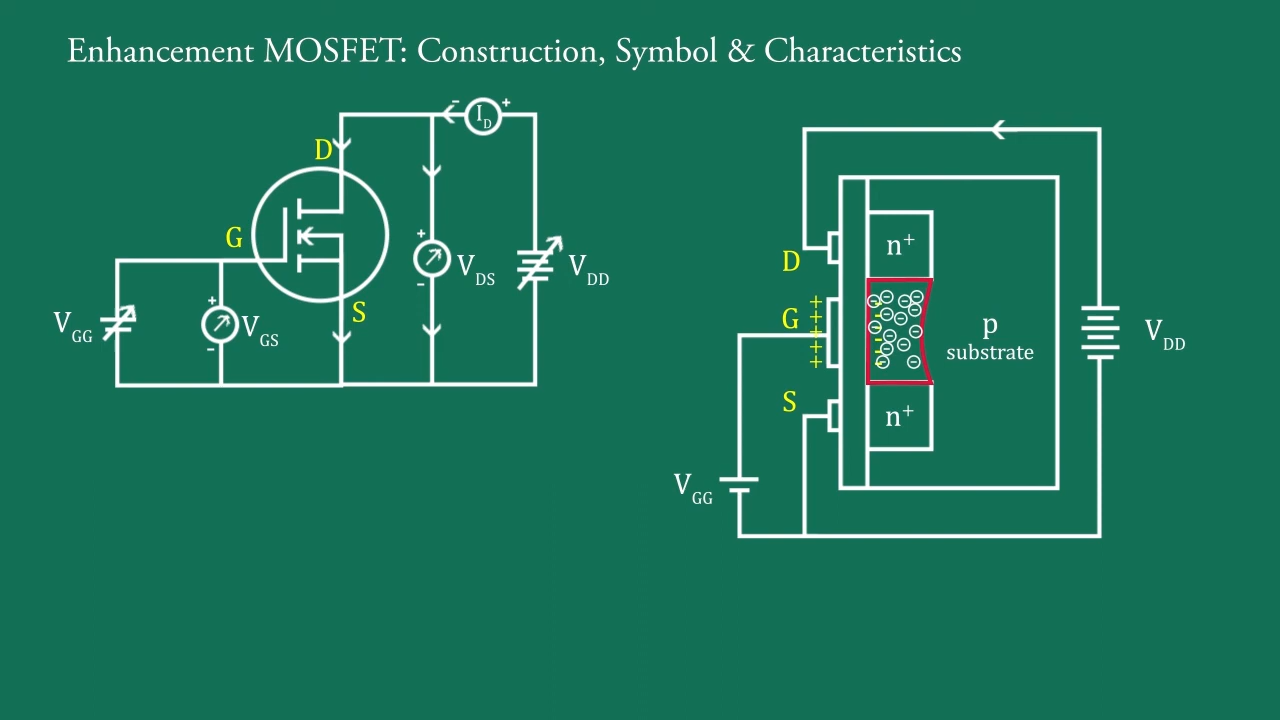 Enhancement MOSFET: Construction, Symbol & Characteristics
- I_D +
D
G
S
+
-
V_DS
V_DD
V_GG
+
-
V_GS
D
n+
G
+
+
+
+
+
p
substrate
V_DD
S
n+
V_GG